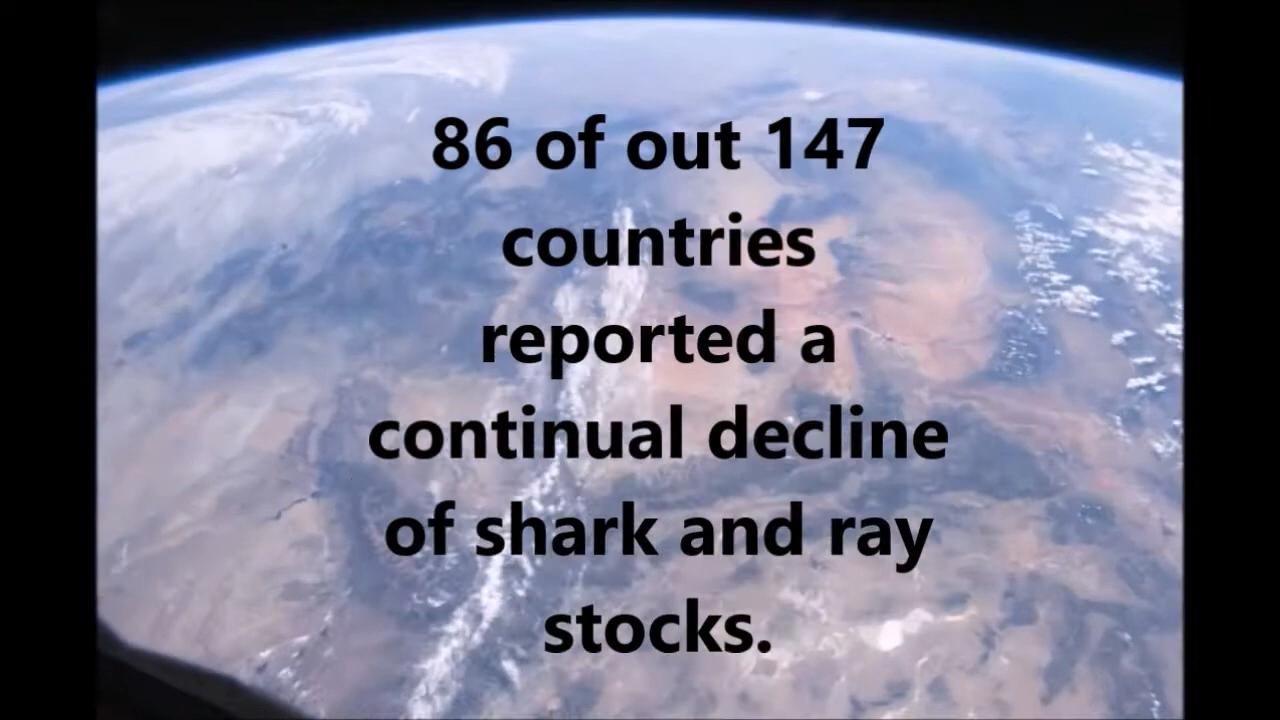 86 of out 147
countries
reported a
continual decline
of shark and ray
stocks.